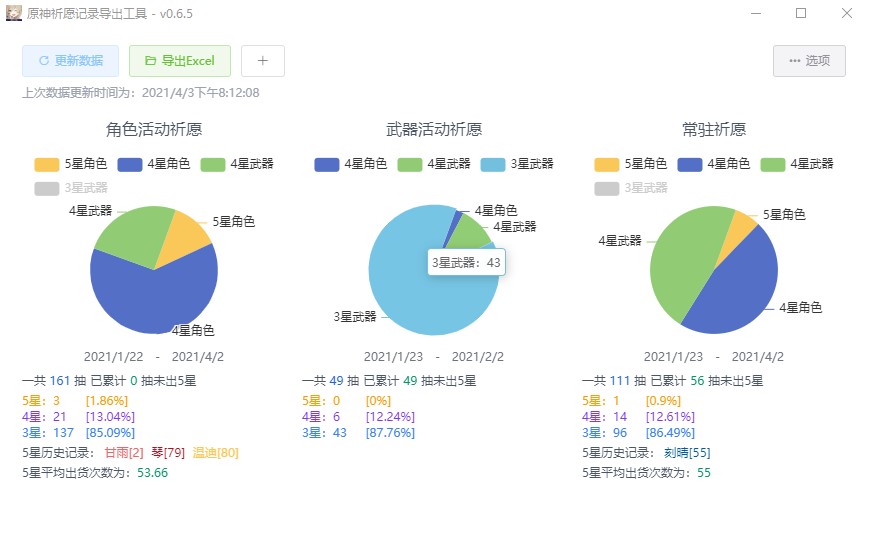 原神祈愿记录导出工具 - v0.6.5
更新数据 导出Excel + ••• 选项
上次数据更新时间为：2021/4/3下午8:12:08
角色活动祈愿
5星角色 4星角色 4星武器
3星武器
4星武器
5星角色
4星角色
2021/1/22 - 2021/4/2
一共 161 抽 已累计 0 抽未出5星
5星：3 [1.86%]
4星：21 [13.04%]
3星：137 [85.09%]
5星历史记录： 甘雨[2] 琴[79] 温迪[80]
5星平均出货次数为：53.66
武器活动祈愿
4星角色 4星武器 3星武器
4星角色
4星武器
3星武器：43
3星武器
2021/1/23 - 2021/2/2
一共 49 抽 已累计 49 抽未出5星
5星：0 [0%]
4星：6 [12.24%]
3星：43 [87.76%]
常驻祈愿
5星角色 4星角色 4星武器
3星武器
5星角色
4星武器
4星角色
2021/1/23 - 2021/4/2
一共 111 抽 已累计 56 抽未出5星
5星：1 [0.9%]
4星：14 [12.61%]
3星：96 [86.49%]
5星历史记录： 刻晴[55]
5星平均出货次数为：55